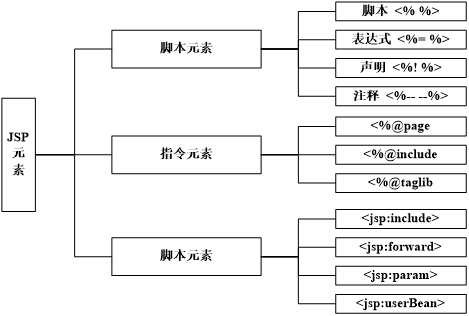 JSP
元
素
脚本元素
脚本 <% %>
表达式 <%= %>
声明 <%! %>
注释 <%-- --%>
指令元素
<%@page
<%@include
<%@taglib
脚本元素
<jsp:include>
<jsp:forward>
<jsp:param>
<jsp:userBean>